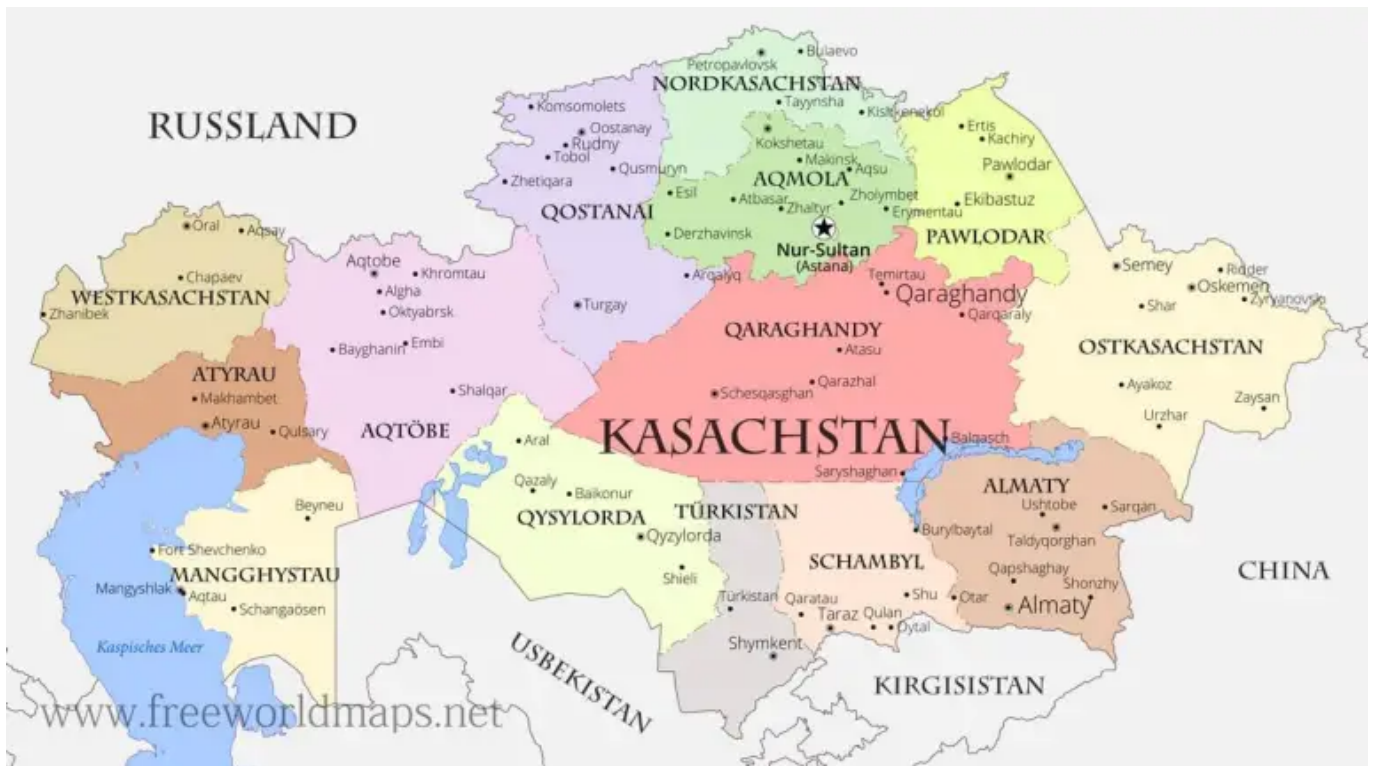 Bulaevo
Petropavlovsk
NORDKASACHSTAN
Komsomolets
Tayynsha
Kisltkenekol
RUSSLAND
Oostanay
Rudny
Kokshetau
Ertis
Kachiry
Tobol
Makinsk
Pawlodar
Zhetiqara
Qusmuryn
AQMOLA
Aqsu
Esil
Atbasar
Zhaltyr
Zholymbet
Ekibastuz
QOSTANAI
Erymentau
Oral
Aqsay
Derzhavinsk
Nur-Sultan
(Astana)
PAWLODAR
Aqtobe
Khromtau
Arqalyq
Temirtau
Semey
Ridder
Chapaev
Algha
Qaraghandy
Oskemen
WESTKASACHSTAN
Zyryanovsk
Zhanibek
Oktyabrsk
Turgay
Qarqaraly
Shar
QARAGHANDY
Bayghanin
Embi
Atasu
OSTKASACHSTAN
ATYRAU
Makhambet
Shalqar
Schesqasghan
Qarazhal
Ayakoz
Zaysan
Atyrau
Qulsary
AQTÖBE
Aral
KASACHSTAN
Balqasch
Urzhar
Saryshaghan
Qazaly
Baikonur
ALMATY
Beyneu
QYSYLORDA
TÜRKISTAN
Ushtobe
Sarqan
Qyzylorda
Burylbaytal
Taldyqorghan
Fort Shevchenko
SCHAMBYL
MANGGHYSTAU
Shieli
Qapshaghay
CHINA
Mangyshlak
Aqtau
Shonzhy
Schangaösen
Türkistan
Qaratau
Shu
Otar
Almaty
Taraz
Qulan
Oytal
Kaspisches Meer
USBEKISTAN
Shymkent
KIRGISISTAN
www.freeworldmaps.net